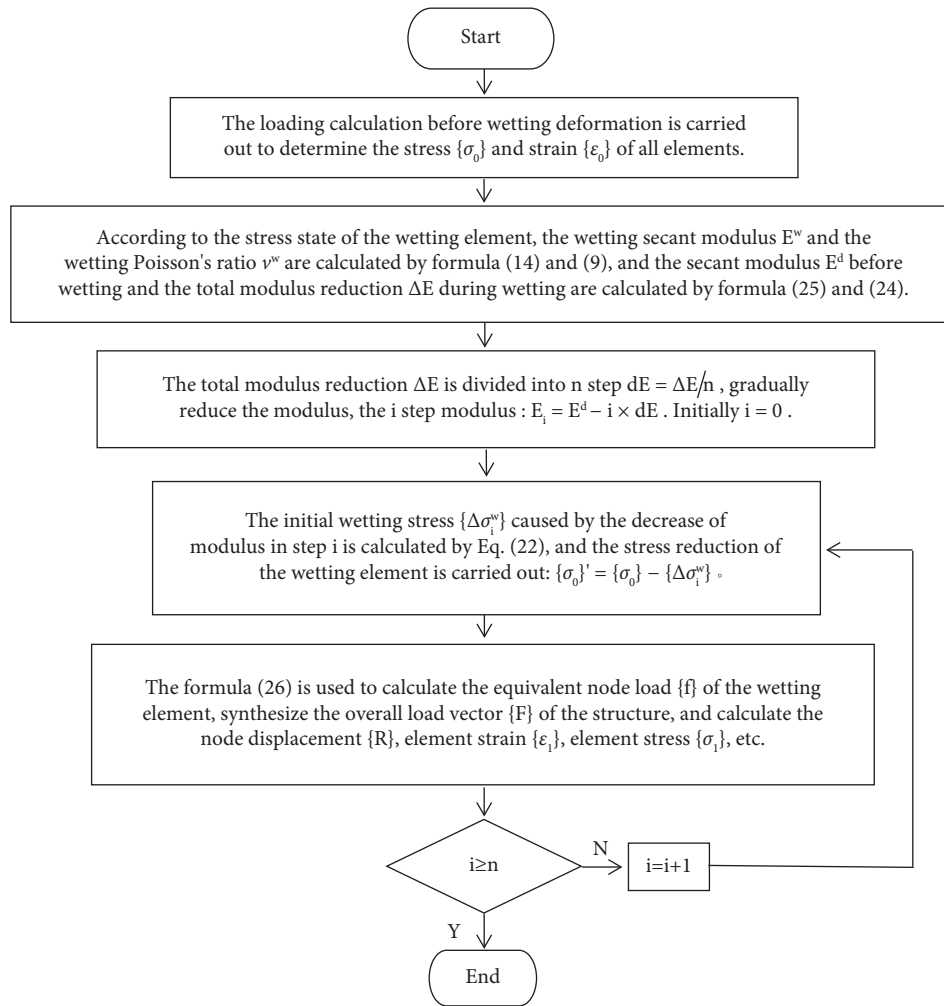 Start
The loading calculation before wetting deformation is carried
out to determine the stress {σ₀} and strain {ε₀} of all elements.
According to the stress state of the wetting element, the wetting secant modulus Eʷ and the
wetting Poisson's ratio νʷ are calculated by formula (14) and (9), and the secant modulus Eᵈ before
wetting and the total modulus reduction ΔE during wetting are calculated by formula (25) and (24).
The total modulus reduction ΔE is divided into n step dE = ΔE/n , gradually
reduce the modulus, the i step modulus : Eᵢ = Eᵈ − i × dE . Initially i = 0 .
The initial wetting stress {Δσᵢʷ} caused by the decrease of
modulus in step i is calculated by Eq. (22), and the stress reduction of
the wetting element is carried out: {σ₀}' = {σ₀} − {Δσᵢʷ} 。
The formula (26) is used to calculate the equivalent node load {f} of the wetting
element, synthesize the overall load vector {F} of the structure, and calculate the
node displacement {R}, element strain {ε₁}, element stress {σ₁}, etc.
i≥n
N
i=i+1
Y
End